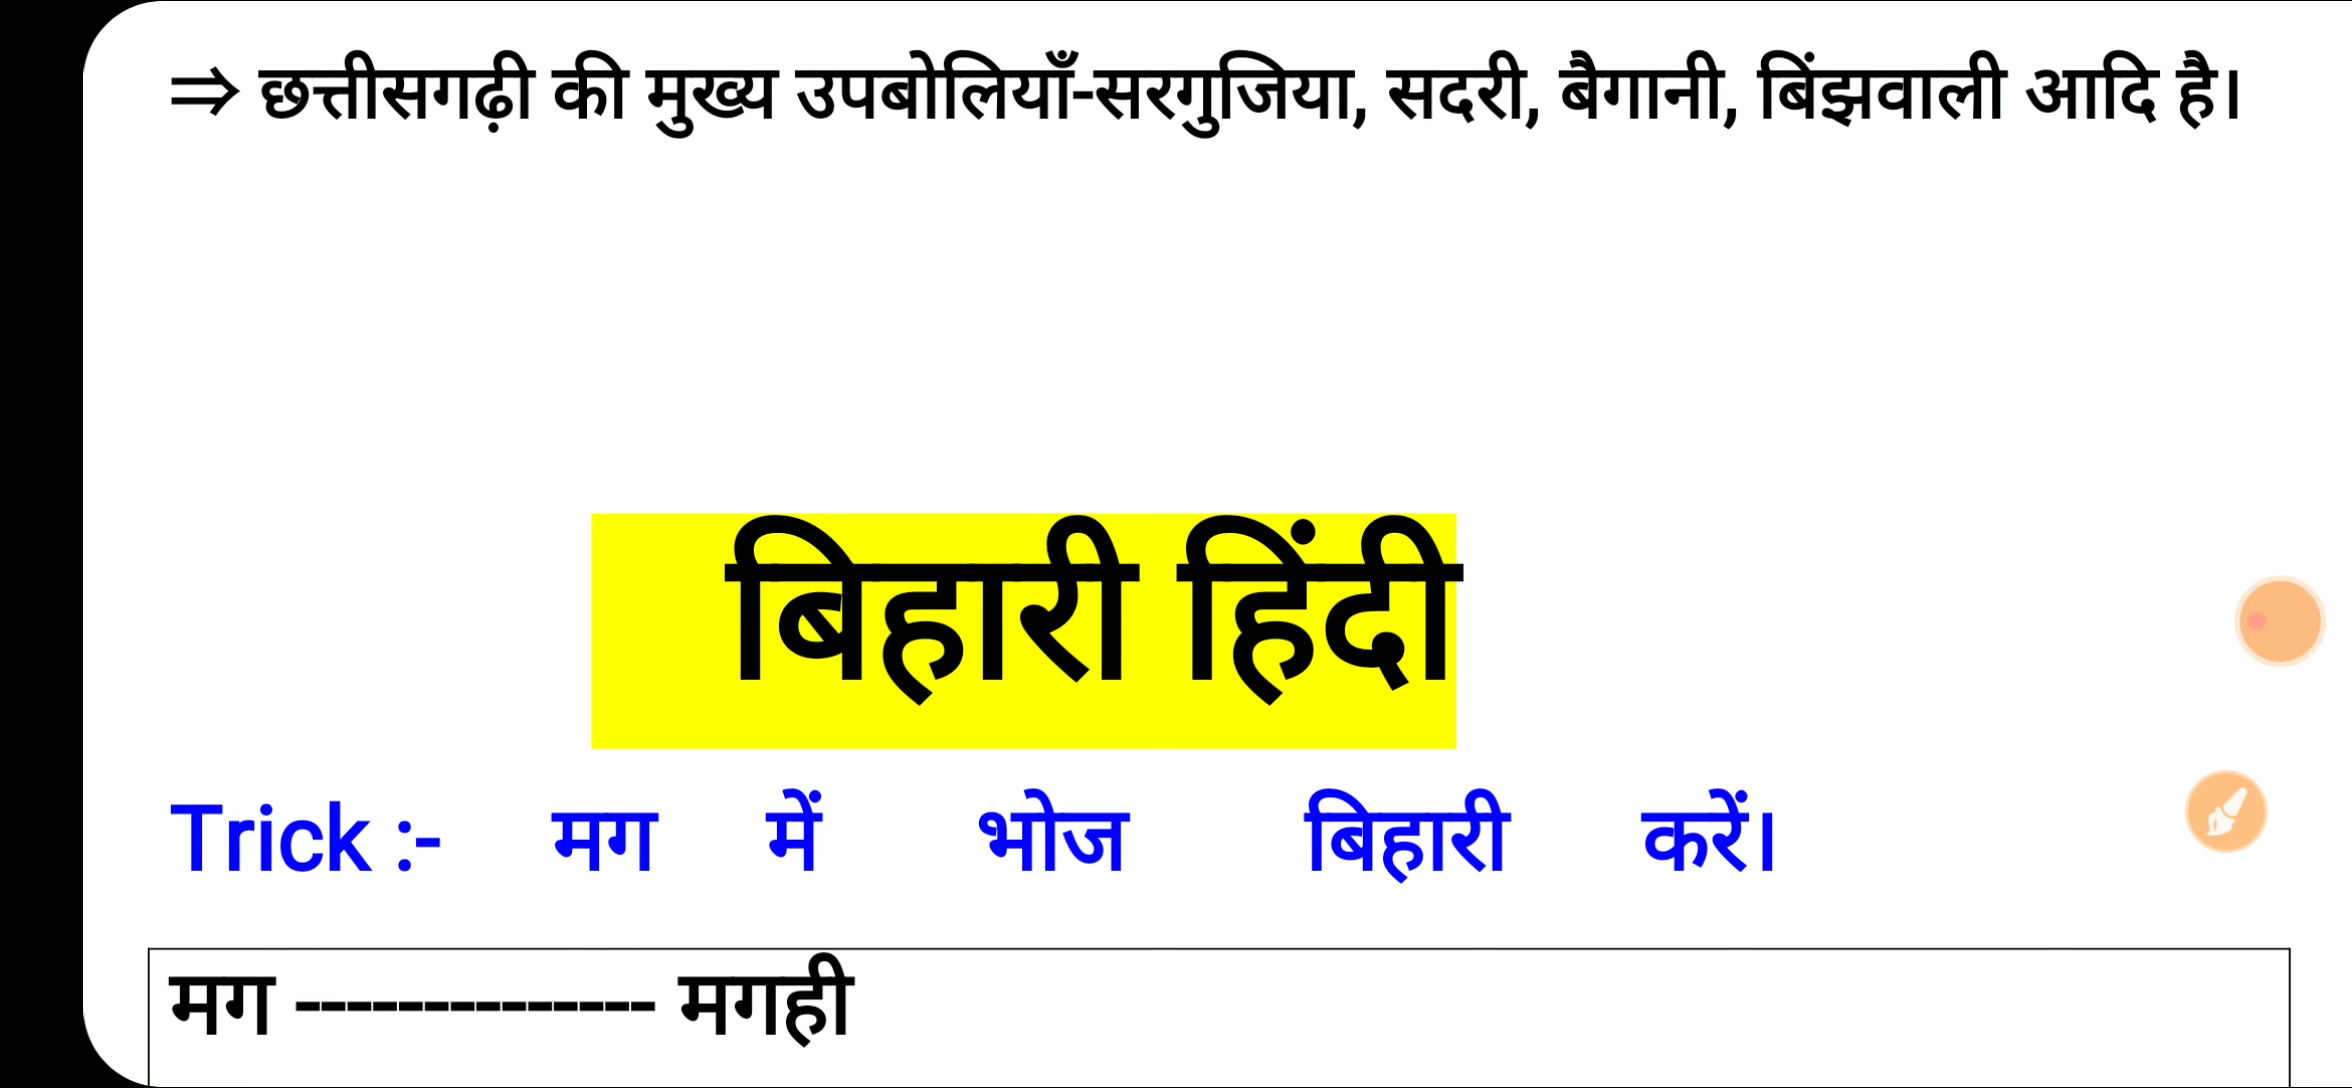 ⇒ छत्तीसगढ़ी की मुख्य उपबोलियाँ-सरगुजिया, सदरी, बैगानी, बिंझवाली आदि है।
बिहारी हिंदी
Trick :- मग में भोज बिहारी करें।
मग -------------- मगही